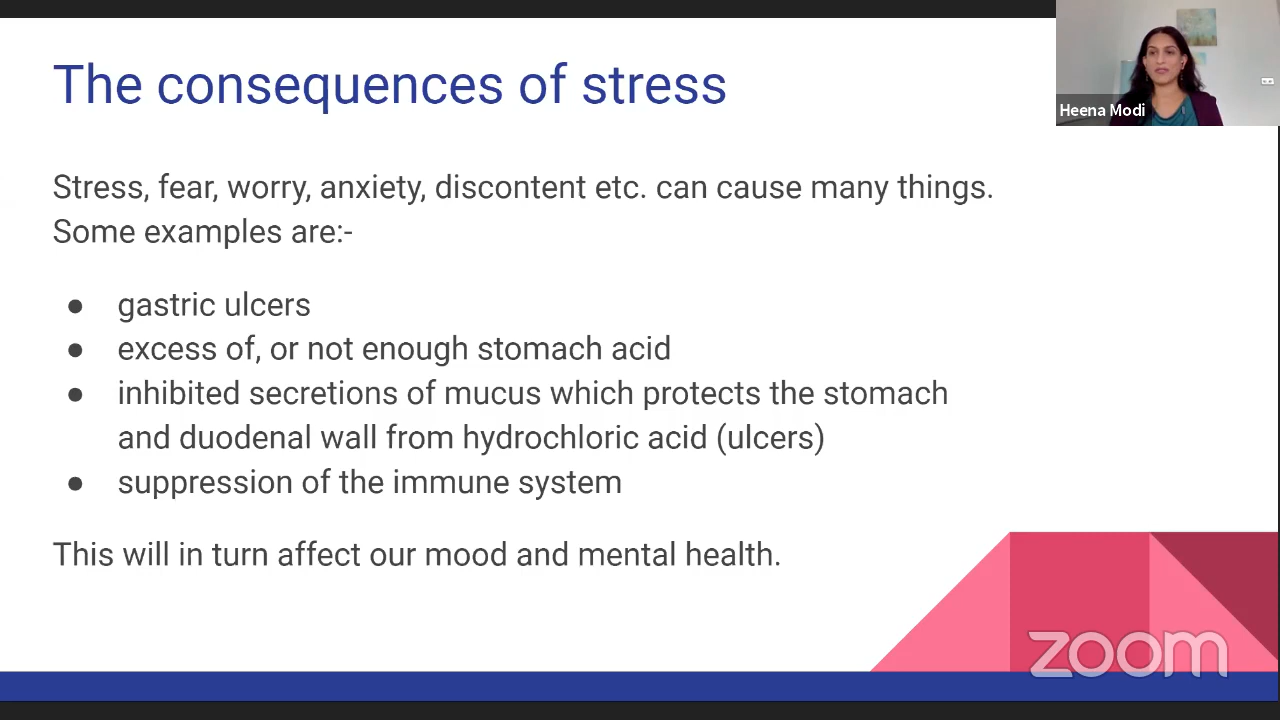 The consequences of stress
Heena Modi
Stress, fear, worry, anxiety, discontent etc. can cause many things.
Some examples are:-
● gastric ulcers
● excess of, or not enough stomach acid
● inhibited secretions of mucus which protects the stomach
and duodenal wall from hydrochloric acid (ulcers)
● suppression of the immune system
This will in turn affect our mood and mental health.
zoom